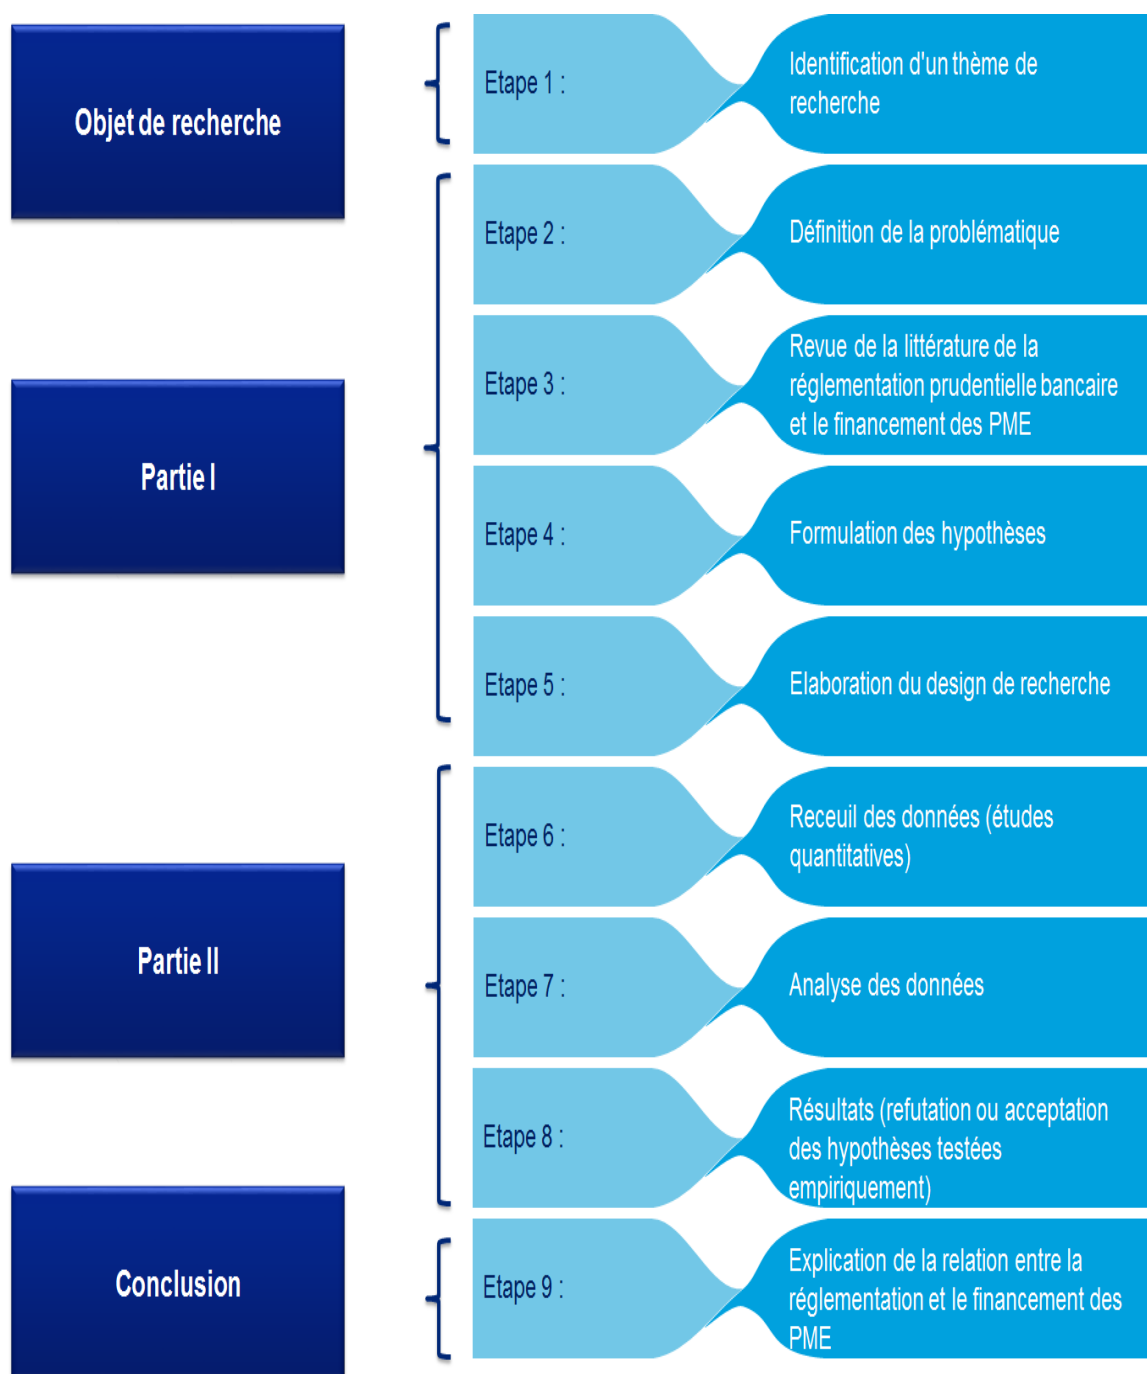 Objet de recherche
Etape 1 :
Identification d'un thème de
recherche
Partie I
Etape 2 :
Définition de la problématique
Etape 3 :
Revue de la littérature de la
réglementation prudentielle bancaire
et le financement des PME
Etape 4 :
Formulation des hypothèses
Etape 5 :
Elaboration du design de recherche
Partie II
Etape 6 :
Receuil des données (études
quantitatives)
Etape 7 :
Analyse des données
Etape 8 :
Résultats (refutation ou acceptation
des hypothèses testées
empiriquement)
Conclusion
Etape 9 :
Explication de la relation entre la
réglementation et le financement des
PME